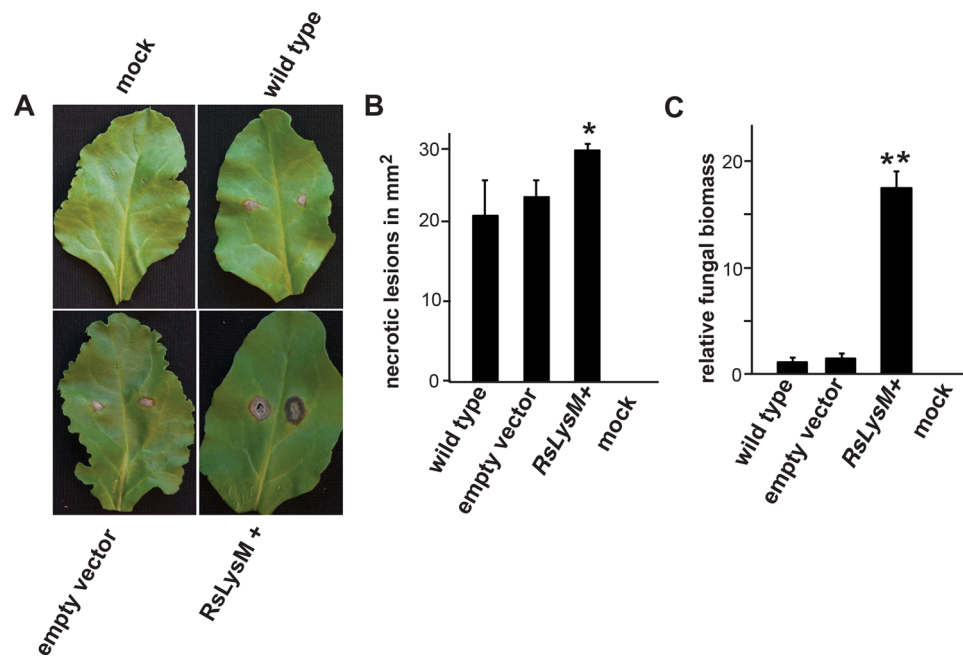 mock
wild type
A
empty vector
RsLysM +
B
necrotic lesions in mm²
30
20
20
0
*
wild type
empty vector
RsLysM+
mock
C
relative fungal biomass
20
10
0
**
wild type
empty vector
RsLysM+
mock